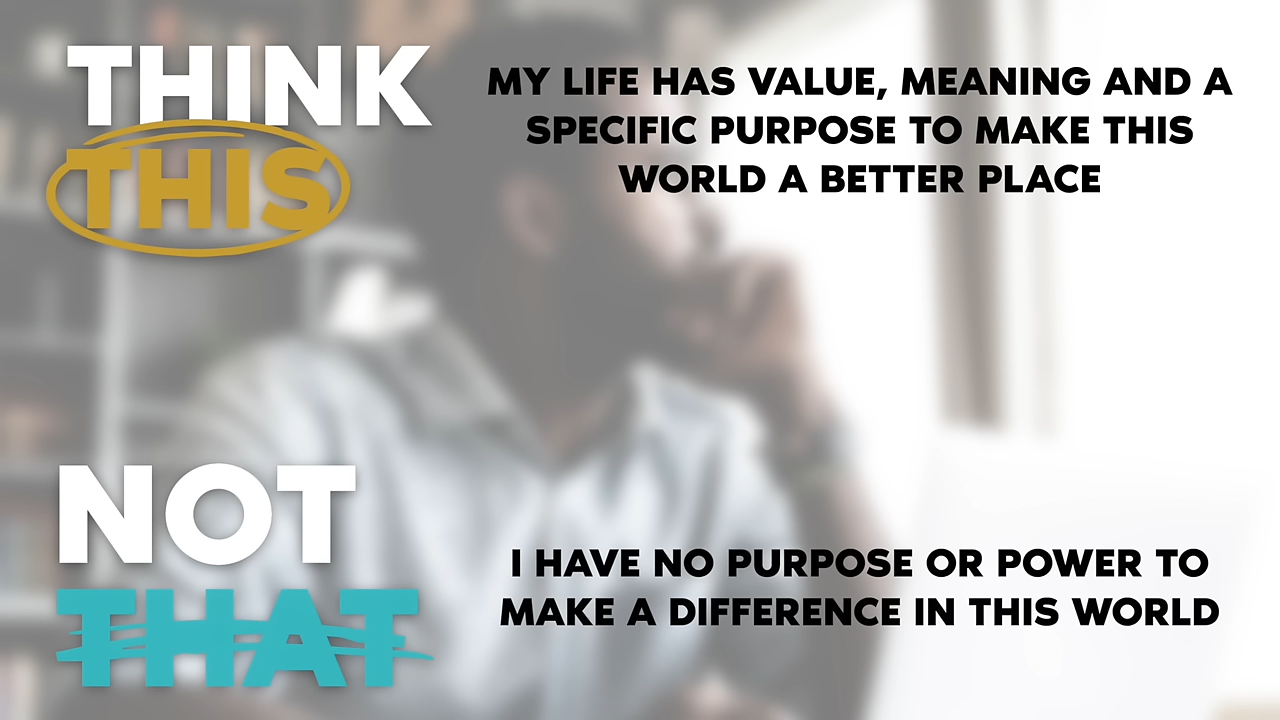 THINK
THIS
MY LIFE HAS VALUE, MEANING AND A
SPECIFIC PURPOSE TO MAKE THIS
WORLD A BETTER PLACE
NOT
THAT
I HAVE NO PURPOSE OR POWER TO
MAKE A DIFFERENCE IN THIS WORLD